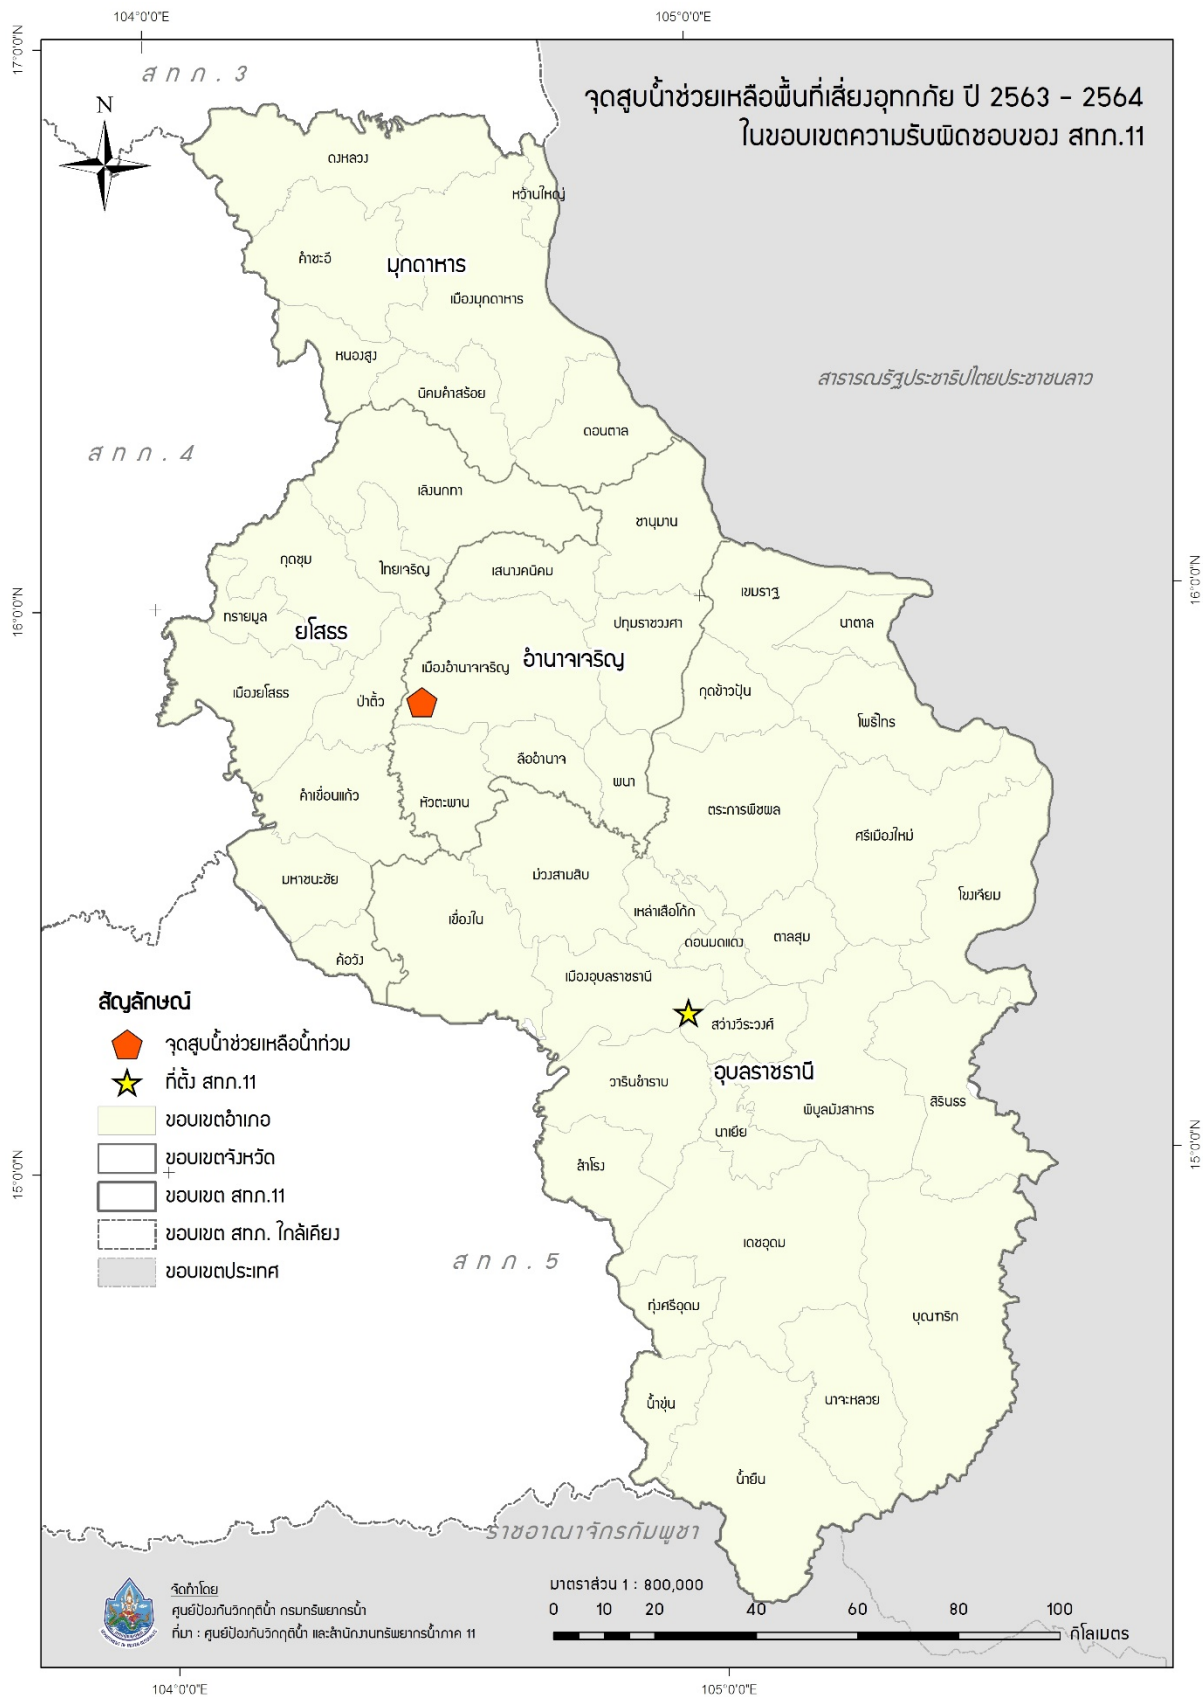 104°0'0"E
105°0'0"E
17°0'0"N
สทภ.3
N
จุดสูบน้ำช่วยเหลือพื้นที่เสี่ยงอุทกภัย ปี 2563 - 2564
ในขอบเขตความรับผิดชอบของ สทภ.11
ดงหลวง
หว้านใหญ่
คำชะอี
มุกดาหาร
เมืองมุกดาหาร
หนองสูง
นิคมคำสร้อย
สาธารณรัฐประชาธิปไตยประชาชนลาว
ดอนตาล
สทภ.4
เลิงนกทา
ชานุมาน
กุดชุม
ไทยเจริญ
เสนางคนิคม
เขมราฐ
16°0'0"N
16°0'0"N
ทรายมูล
ยโสธร
ปทุมราชวงศา
นาตาล
เมืองอำนาจเจริญ
อำนาจเจริญ
เมืองยโสธร
ป่าติ้ว
กุดข้าวปุ้น
โพธิ์ไทร
ลืออำนาจ
พนา
คำเขื่อนแก้ว
หัวตะพาน
ตระการพืชผล
ศรีเมืองใหม่
มหาชนะชัย
ม่วงสามสิบ
เขื่องใน
เหล่าเสือโก้ก
โขงเจียม
ดอนมดแดง
ตาลสุม
ค้อวัง
เมืองอุบลราชธานี
สว่างวีระวงศ์
อุบลราชธานี
วารินชำราบ
พิบูลมังสาหาร
สิรินธร
นาเยีย
สำโรง
15°0'0"N
15°0'0"N
สัญลักษณ์
จุดสูบน้ำช่วยเหลือน้ำท่วม
ที่ตั้ง สทภ.11
ขอบเขตอำเภอ
ขอบเขตจังหวัด
ขอบเขต สทภ.11
ขอบเขต สทภ. ใกล้เคียง
ขอบเขตประเทศ
เดชอุดม
สทภ.5
ทุ่งศรีอุดม
บุณฑริก
น้ำขุ่น
นาจะหลวย
น้ำยืน
ราชอาณาจักรกัมพูชา
จัดทำโดย
ศูนย์ป้องกันวิกฤติน้ำ กรมทรัพยากรน้ำ
ที่มา : ศูนย์ป้องกันวิกฤติน้ำ และสำนักงานทรัพยากรน้ำภาค 11
มาตราส่วน 1 : 800,000
0 10 20 40 60 80 100
กิโลเมตร
104°0'0"E
105°0'0"E